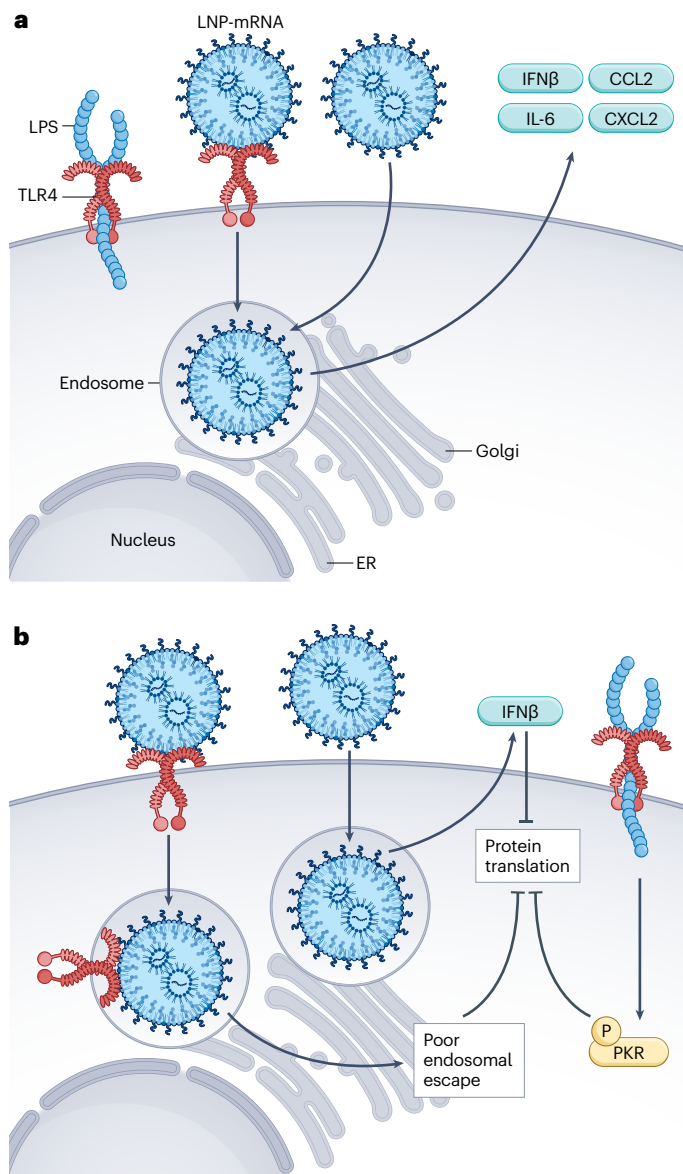 a
LNP-mRNA
IFNβ
CCL2
IL-6
CXCL2
LPS
TLR4
Endosome
Golgi
Nucleus
ER
b
IFNβ
Protein
translation
Poor
endosomal
escape
P
PKR